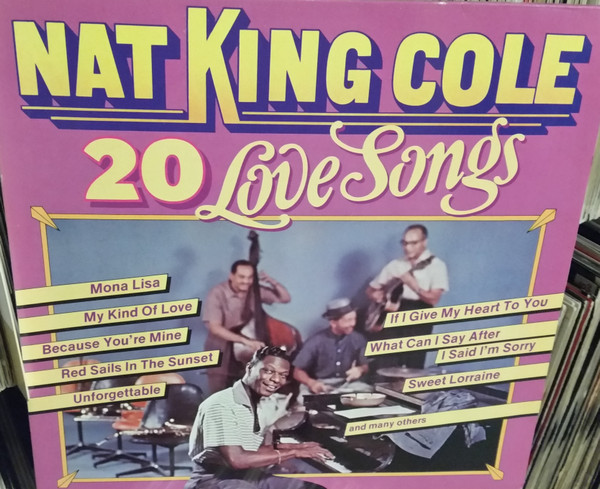 NAT KING COLE
20 Love Songs
Mona Lisa
My Kind Of Love
Because You're Mine
Red Sails In The Sunset
Unforgettable
If I Give My Heart To You
What Can I Say After
I Said I'm Sorry
Sweet Lorraine
and many others